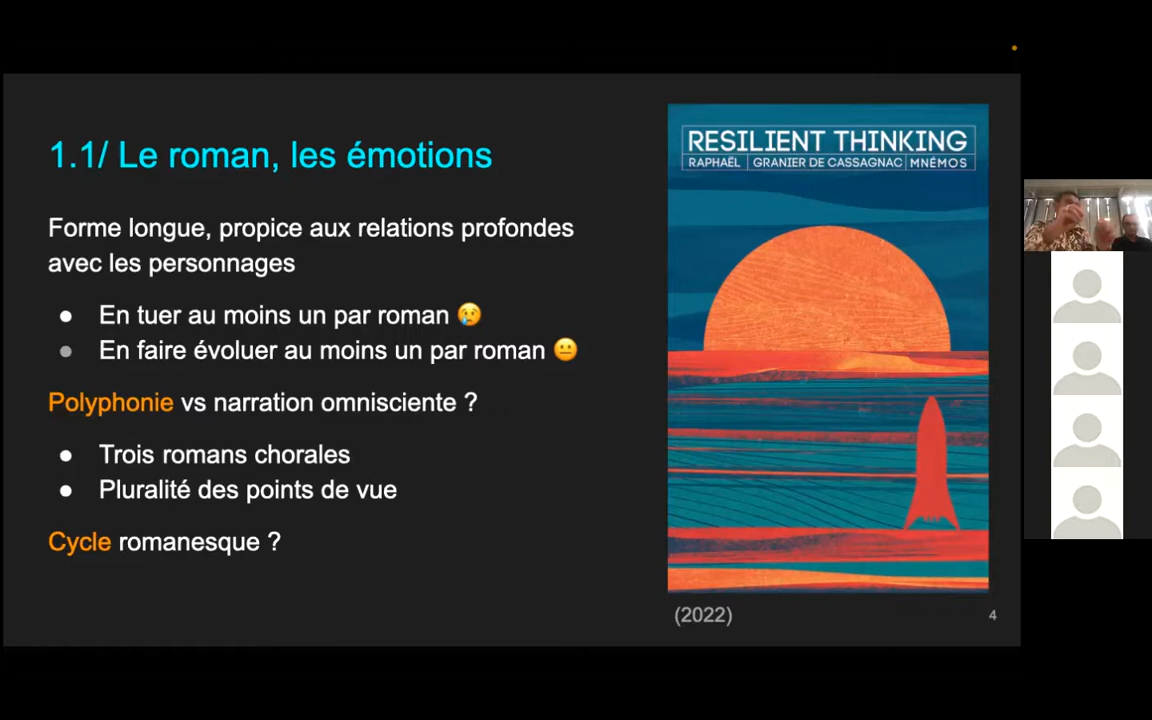 1.1/ Le roman, les émotions
Forme longue, propice aux relations profondes
avec les personnages
● En tuer au moins un par roman 😢
● En faire évoluer au moins un par roman 😐
Polyphonie vs narration omnisciente ?
● Trois romans chorales
● Pluralité des points de vue
Cycle romanesque ?
RESILIENT THINKING
RAPHAËL | GRANIER DE CASSAGNAC | MNÉMOS
(2022)
4